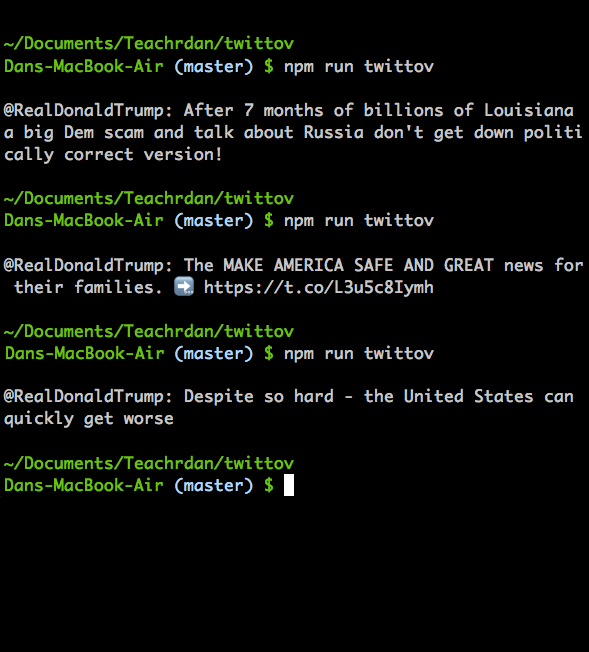 ~/Documents/Teachrdan/twittov
Dans-MacBook-Air (master) $ npm run twittov
@RealDonaldTrump: After 7 months of billions of Louisiana
a big Dem scam and talk about Russia don't get down politi
cally correct version!
~/Documents/Teachrdan/twittov
Dans-MacBook-Air (master) $ npm run twittov
@RealDonaldTrump: The MAKE AMERICA SAFE AND GREAT news for
their families. ➡️ https://t.co/L3u5c8Iymh
~/Documents/Teachrdan/twittov
Dans-MacBook-Air (master) $ npm run twittov
@RealDonaldTrump: Despite so hard - the United States can
quickly get worse
~/Documents/Teachrdan/twittov
Dans-MacBook-Air (master) $